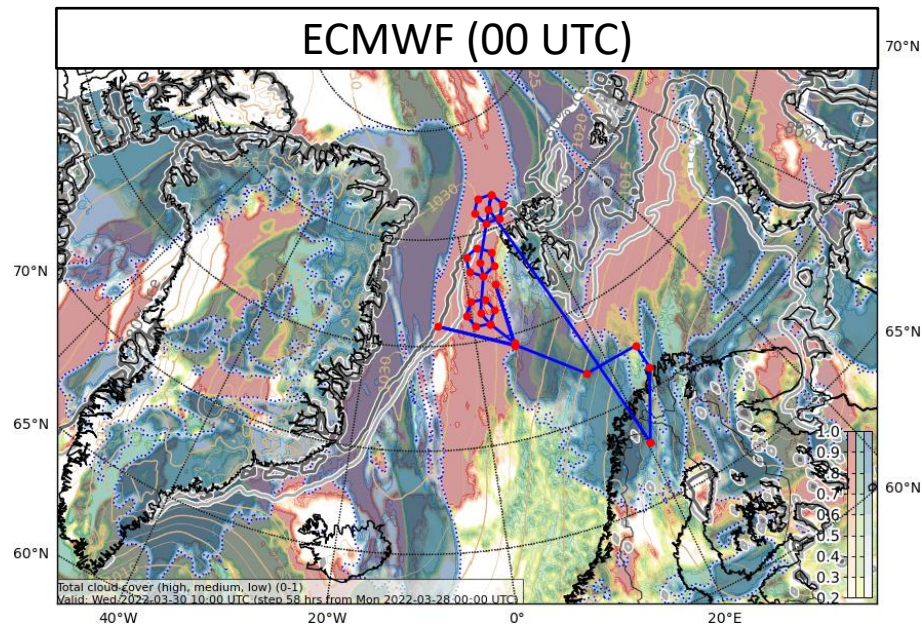 ECMWF (00 UTC)
70°N
70°N
65°N
65°N
60°N
60°N
1030
1030
1020
1015
80%
1.0
0.9
0.8
0.7
0.6
0.5
0.4
0.3
0.2
Total cloud cover (high, medium, low) (0-1)
Valid: Wed 2022-03-30 10:00 UTC (step 58 hrs from Mon 2022-03-28 00:00 UTC)
40°W
20°W
0°
20°E